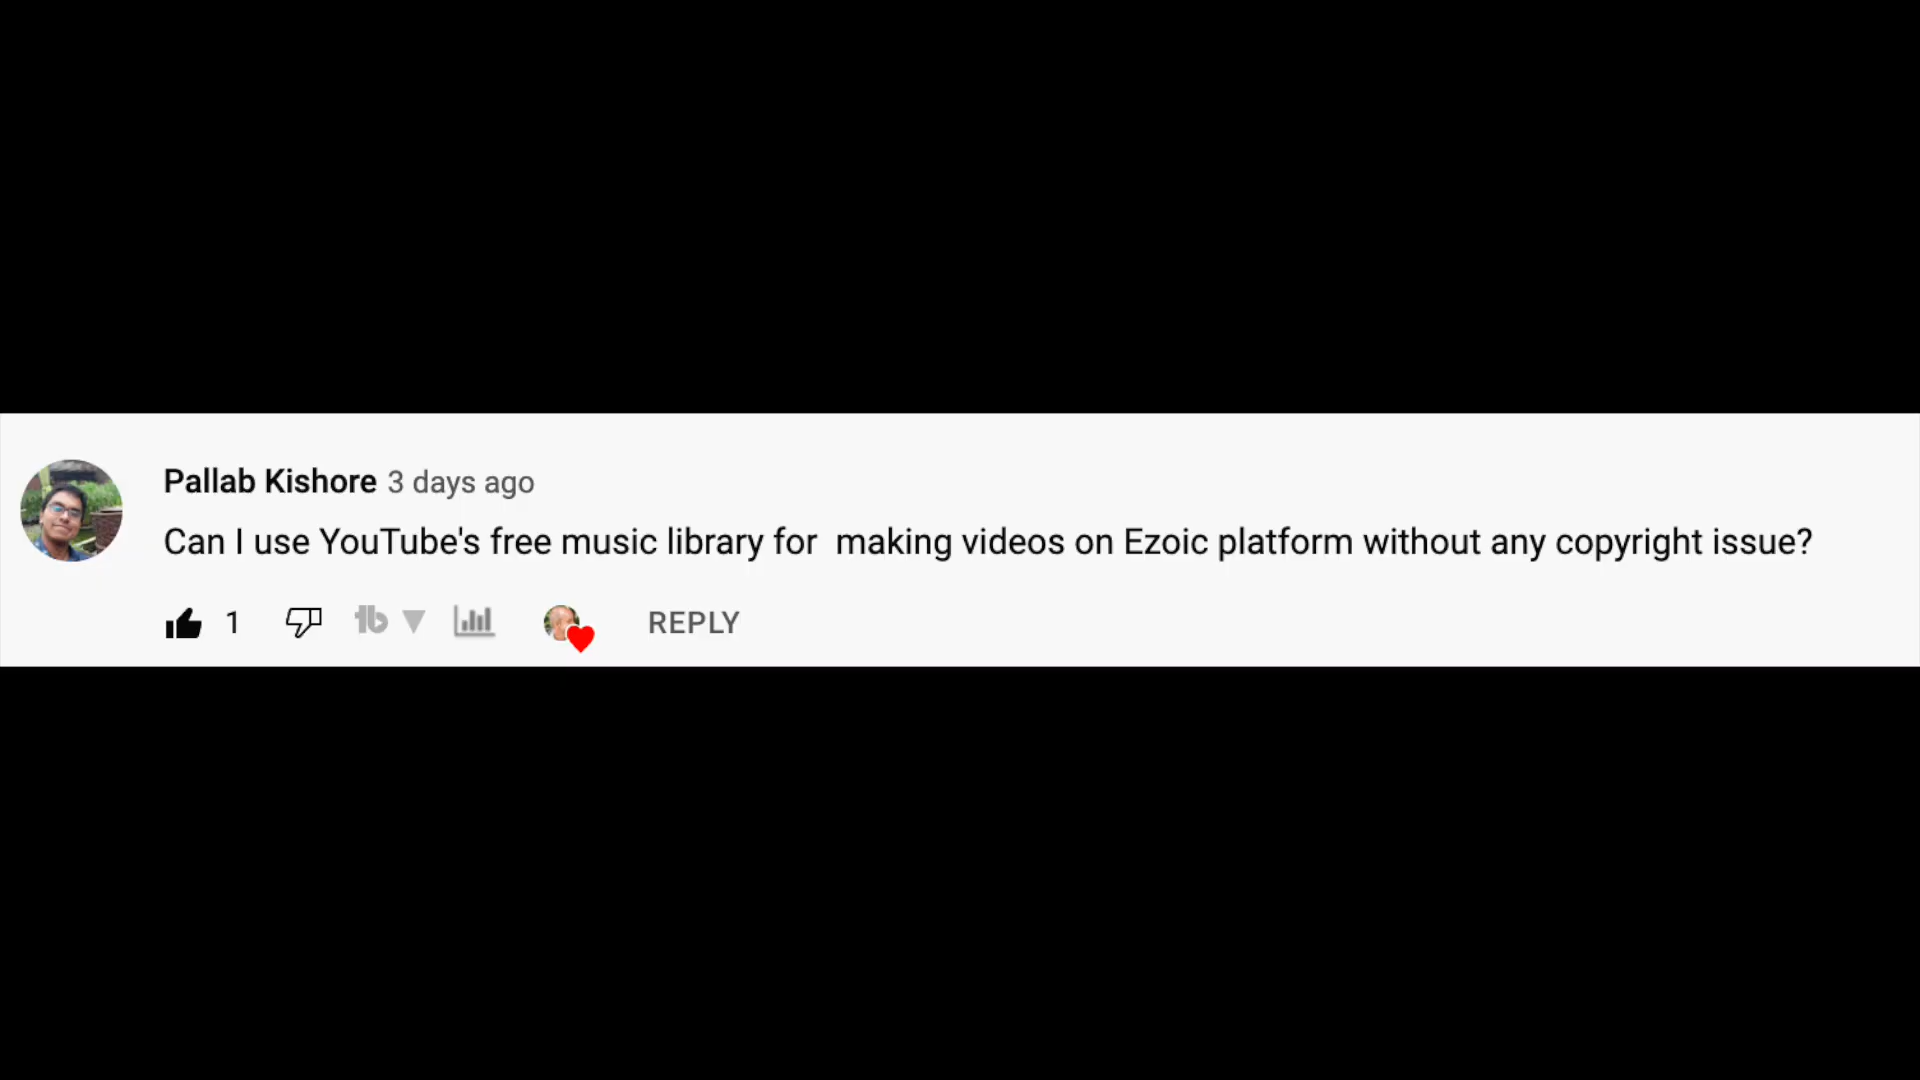 Pallab Kishore 3 days ago
Can I use YouTube's free music library for  making videos on Ezoic platform without any copyright issue?
1 tb REPLY